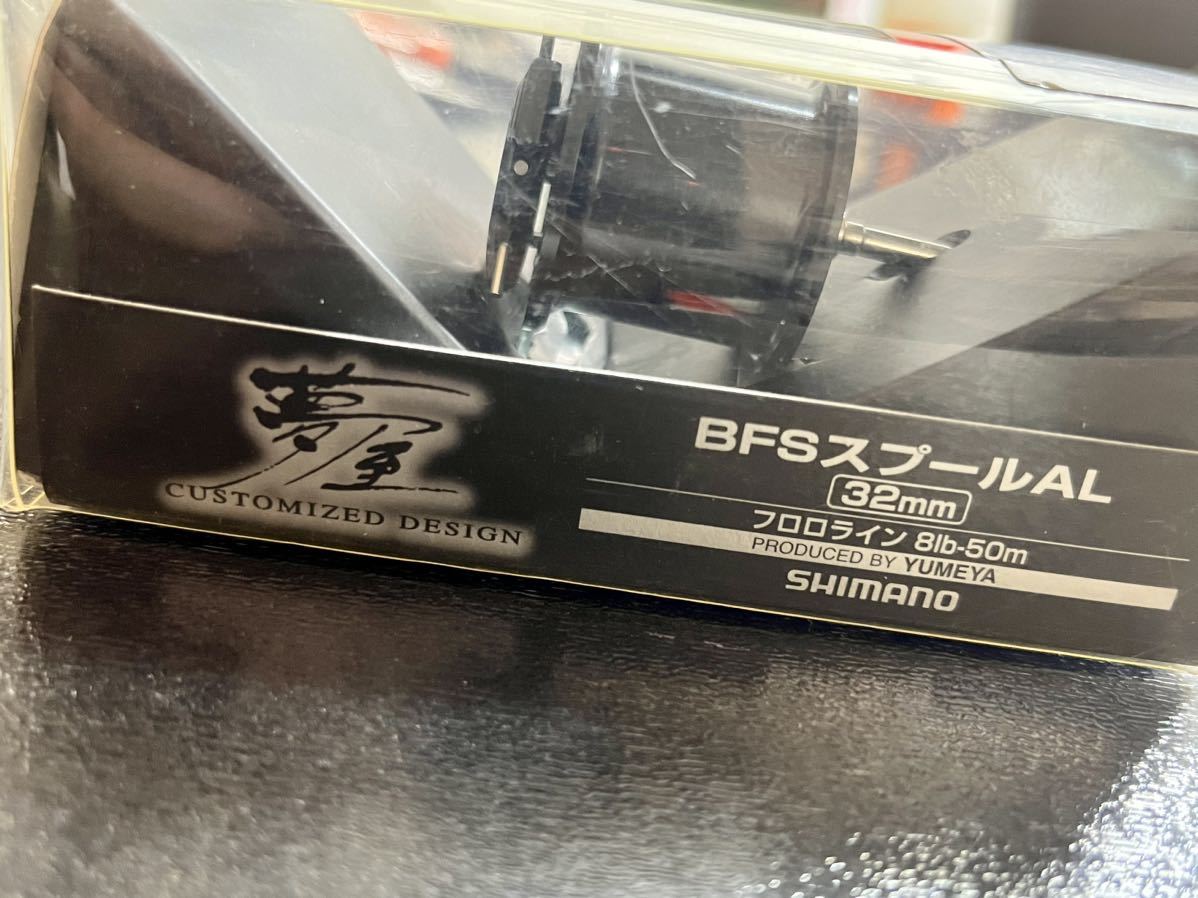 夢屋
CUSTOMIZED DESIGN
BFSスプールAL
32mm
フロロライン 8lb-50m
PRODUCED BY YUMEYA
SHIMANO